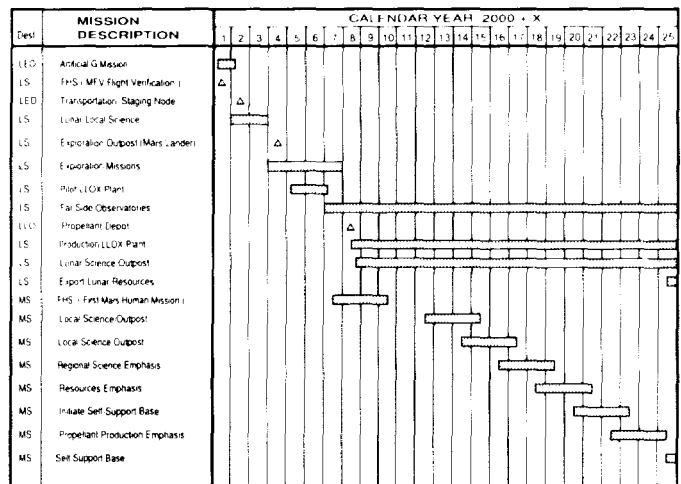 MISSION
CALENDAR YEAR 2000 + X
Dest
DESCRIPTION
1 2 3 4 5 6 7 8 9 10 11 12 13 14 15 16 17 18 19 20 21 22 23 24 25
LEO Artificial G Mission
LS FHS ( MEV Flight Verification )
LEO Transportation Staging Node
LS Lunar Local Science
Exploration Outpost (Mars Lander)
LS
LS Exploration Missions
LS Pilot LLOX Plant
LS Far Side Observatories
LLO Propellant Depot
LS Production LLOX Plant
LS Lunar Science Outpost
LS Export Lunar Resources
MS FHS ( First Mars Human Mission )
MS Local Science Outpost
MS Local Science Outpost
MS Regional Science Emphasis
MS Resources Emphasis
MS Initiate Self Support Base
MS Propellant Production Emphasis
MS Self Support Base